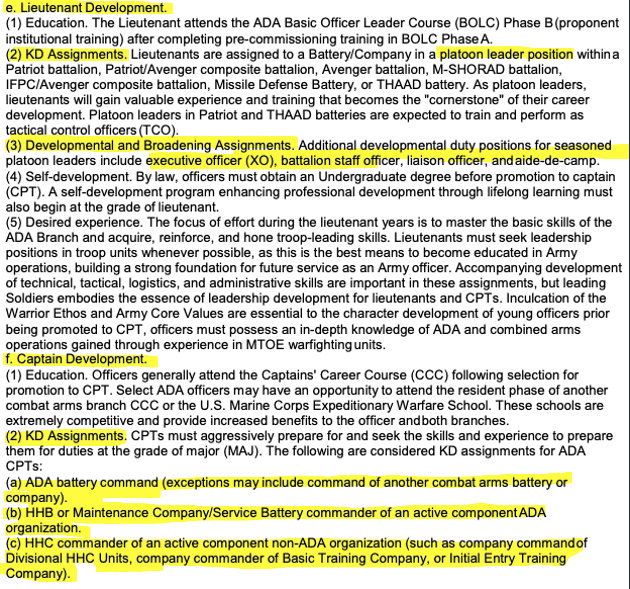 e. Lieutenant Development.
(1) Education. The Lieutenant attends the ADA Basic Officer Leader Course (BOLC) Phase B (proponent
institutional training) after completing pre-commissioning training in BOLC Phase A.
(2) KD Assignments. Lieutenants are assigned to a Battery/Company in a platoon leader position within a
Patriot battalion, Patriot/Avenger composite battalion, Avenger battalion, M-SHORAD battalion,
IFPC/Avenger composite battalion, Missile Defense Battery, or THAAD battery. As platoon leaders,
lieutenants will gain valuable experience and training that becomes the "cornerstone" of their career
development. Platoon leaders in Patriot and THAAD batteries are expected to train and perform as
tactical control officers (TCO).
(3) Developmental and Broadening Assignments. Additional developmental duty positions for seasoned
platoon leaders include executive officer (XO), battalion staff officer, liaison officer, and aide-de-camp.
(4) Self-development. By law, officers must obtain an Undergraduate degree before promotion to captain
(CPT). A self-development program enhancing professional development through lifelong learning must
also begin at the grade of lieutenant.
(5) Desired experience. The focus of effort during the lieutenant years is to master the basic skills of the
ADA Branch and acquire, reinforce, and hone troop-leading skills. Lieutenants must seek leadership
positions in troop units whenever possible, as this is the best means to become educated in Army
operations, building a strong foundation for future service as an Army officer. Accompanying development
of technical, tactical, logistics, and administrative skills are important in these assignments, but leading
Soldiers embodies the essence of leadership development for lieutenants and CPTs. Inculcation of the
Warrior Ethos and Army Core Values are essential to the character development of young officers prior
being promoted to CPT, officers must possess an in-depth knowledge of ADA and combined arms
operations gained through experience in MTOE warfighting units.
f. Captain Development.
(1) Education. Officers generally attend the Captains' Career Course (CCC) following selection for
promotion to CPT. Select ADA officers may have an opportunity to attend the resident phase of another
combat arms branch CCC or the U.S. Marine Corps Expeditionary Warfare School. These schools are
extremely competitive and provide increased benefits to the officer and both branches.
(2) KD Assignments. CPTs must aggressively prepare for and seek the skills and experience to prepare
them for duties at the grade of major (MAJ). The following are considered KD assignments for ADA
CPTs:
(a) ADA battery command (exceptions may include command of another combat arms battery or
company).
(b) HHB or Maintenance Company/Service Battery commander of an active component ADA
organization.
(c) HHC commander of an active component non-ADA organization (such as company command of
Divisional HHC Units, company commander of Basic Training Company, or Initial Entry Training
Company).